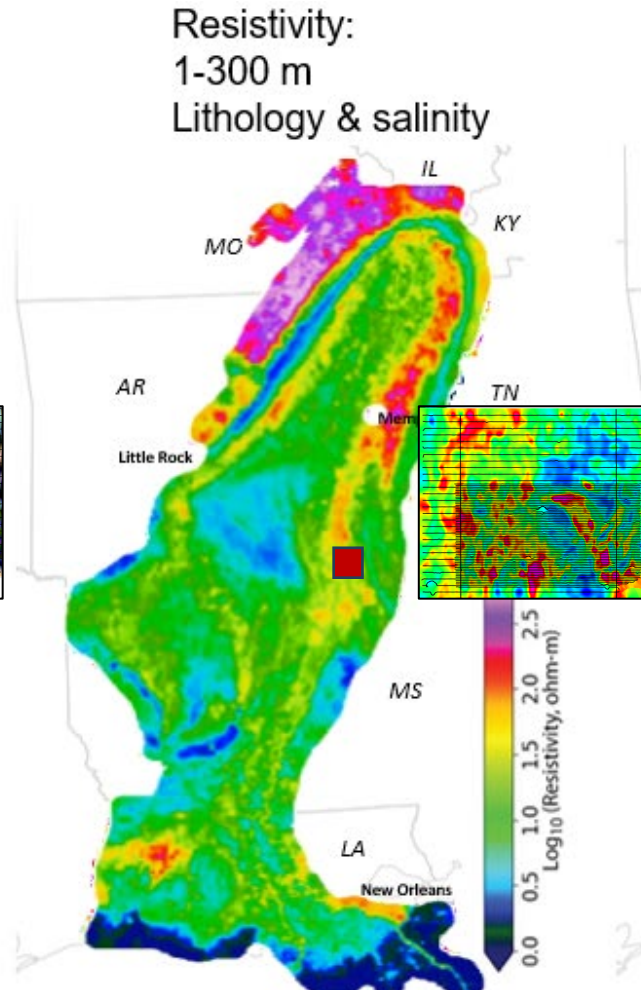 Resistivity:
1-300 m
Lithology & salinity
IL
KY
MO
AR
TN
Little Rock
MS
LA
New Orleans
2.5
2.0
1.5
1.0
0.5
0.0
Log10 (Resistivity, ohm-m)